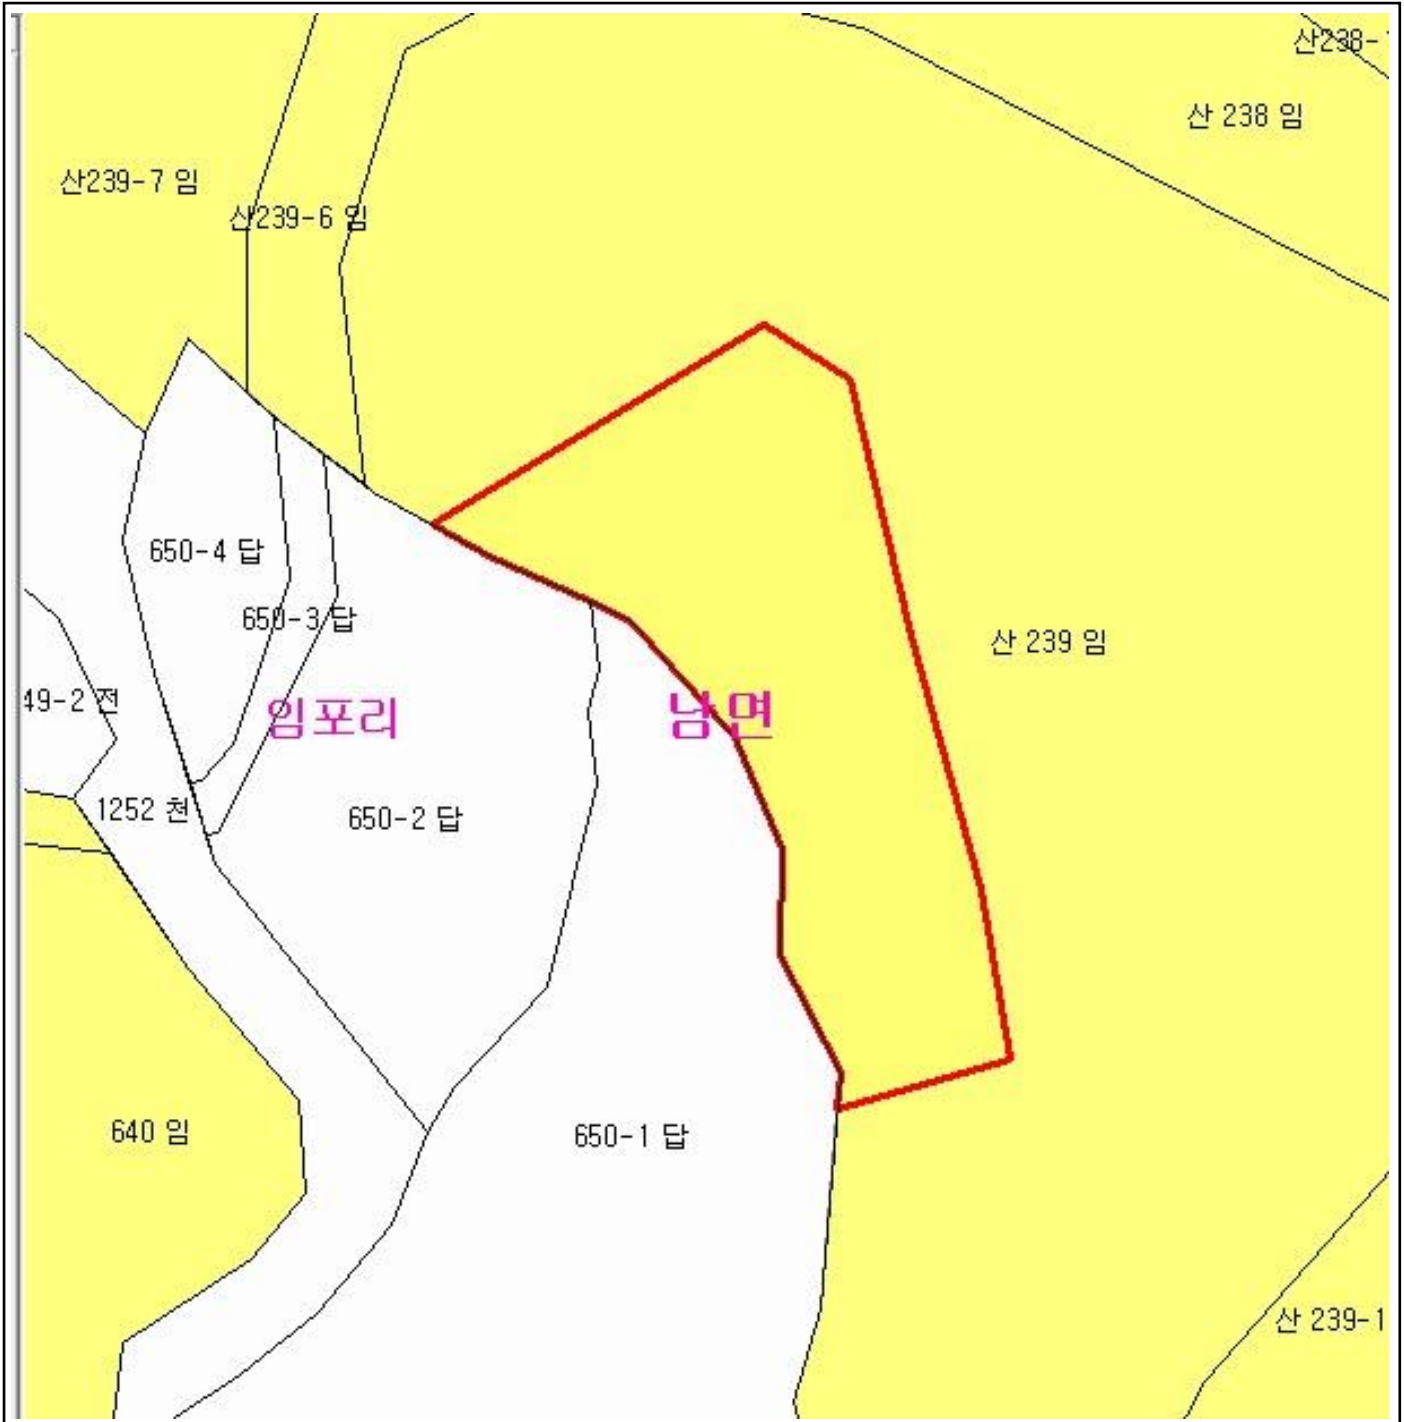 산238-
산 238 임
산239-7 임
산239-6 임
650-4 답
650-3 답
산 239 임
49-2 전
임포리
남면
1252 천
650-2 답
640 임
650-1 답
산 239-1